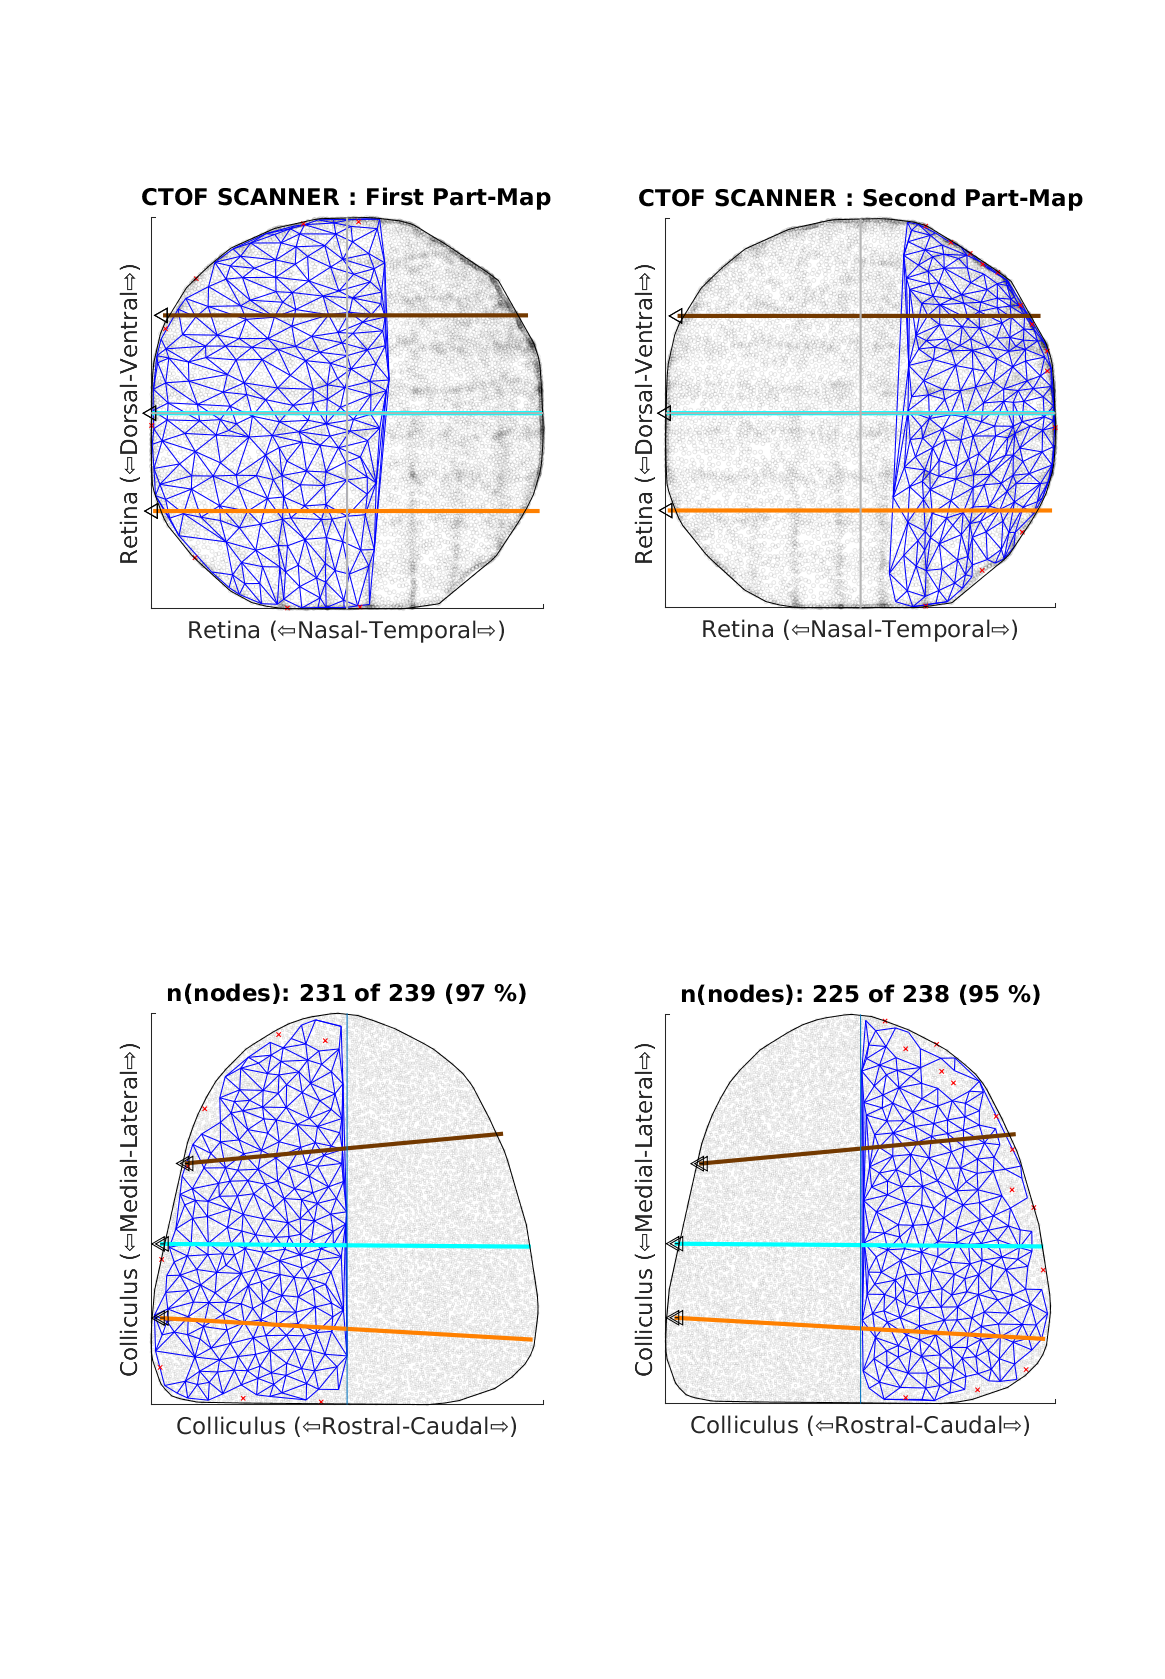 CTOF SCANNER : First Part-Map
Retina (⇦Dorsal-Ventral⇨)
Retina (⇦Nasal-Temporal⇨)
CTOF SCANNER : Second Part-Map
Retina (⇦Dorsal-Ventral⇨)
Retina (⇦Nasal-Temporal⇨)
n(nodes): 231 of 239 (97 %)
Colliculus (⇦Medial-Lateral⇨)
Colliculus (⇦Rostral-Caudal⇨)
n(nodes): 225 of 238 (95 %)
Colliculus (⇦Medial-Lateral⇨)
Colliculus (⇦Rostral-Caudal⇨)